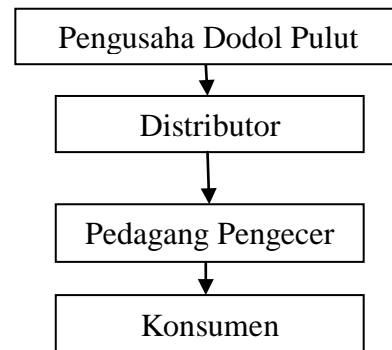 Pengusaha Dodol Pulut
Distributor
Pedagang Pengecer
Konsumen